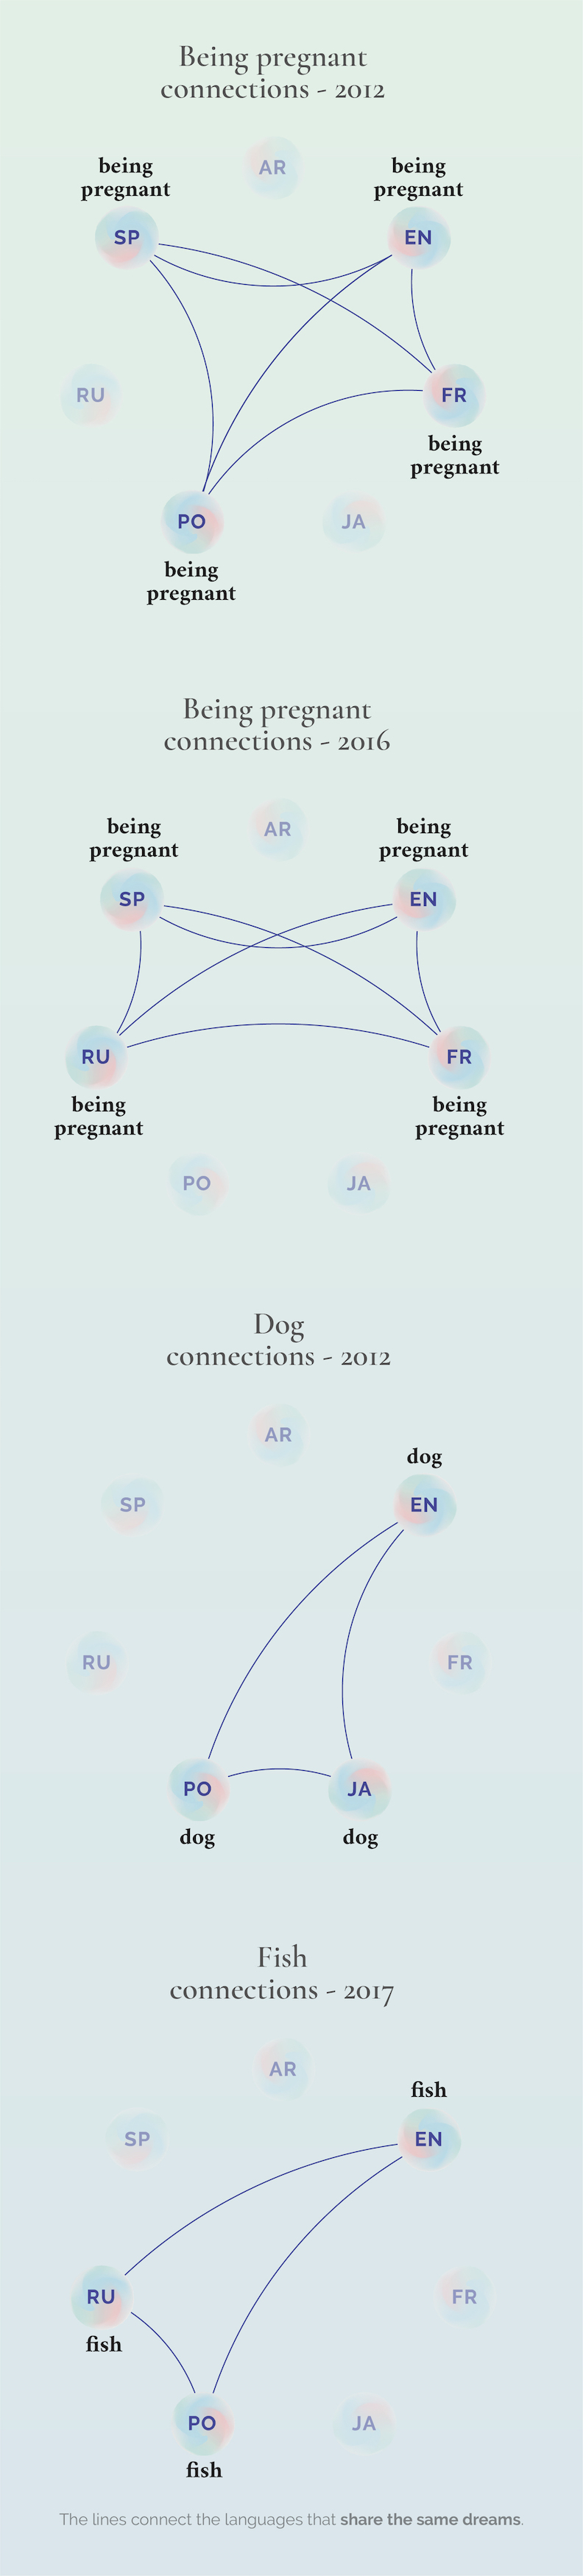 Being pregnant
connections - 2012
AR
being
pregnant
being
pregnant
SP
EN
RU
FR
being
pregnant
PO
JA
being
pregnant
Being pregnant
connections - 2016
AR
being
pregnant
being
pregnant
SP
EN
RU
FR
being
pregnant
being
pregnant
PO
JA
Dog
connections - 2012
AR
dog
SP
EN
RU
FR
PO
JA
dog
dog
Fish
connections - 2017
AR
fish
SP
EN
RU
FR
fish
PO
JA
fish
The lines connect the languages that share the same dreams.